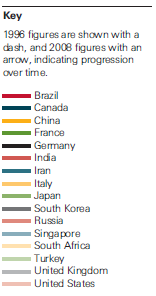 Key
1996 figures are shown with a
dash, and 2008 figures with an
arrow, indicating progression
over time.
Brazil
Canada
China
France
Germany
India
Iran
Italy
Japan
South Korea
Russia
Singapore
South Africa
Turkey
United Kingdom
United States